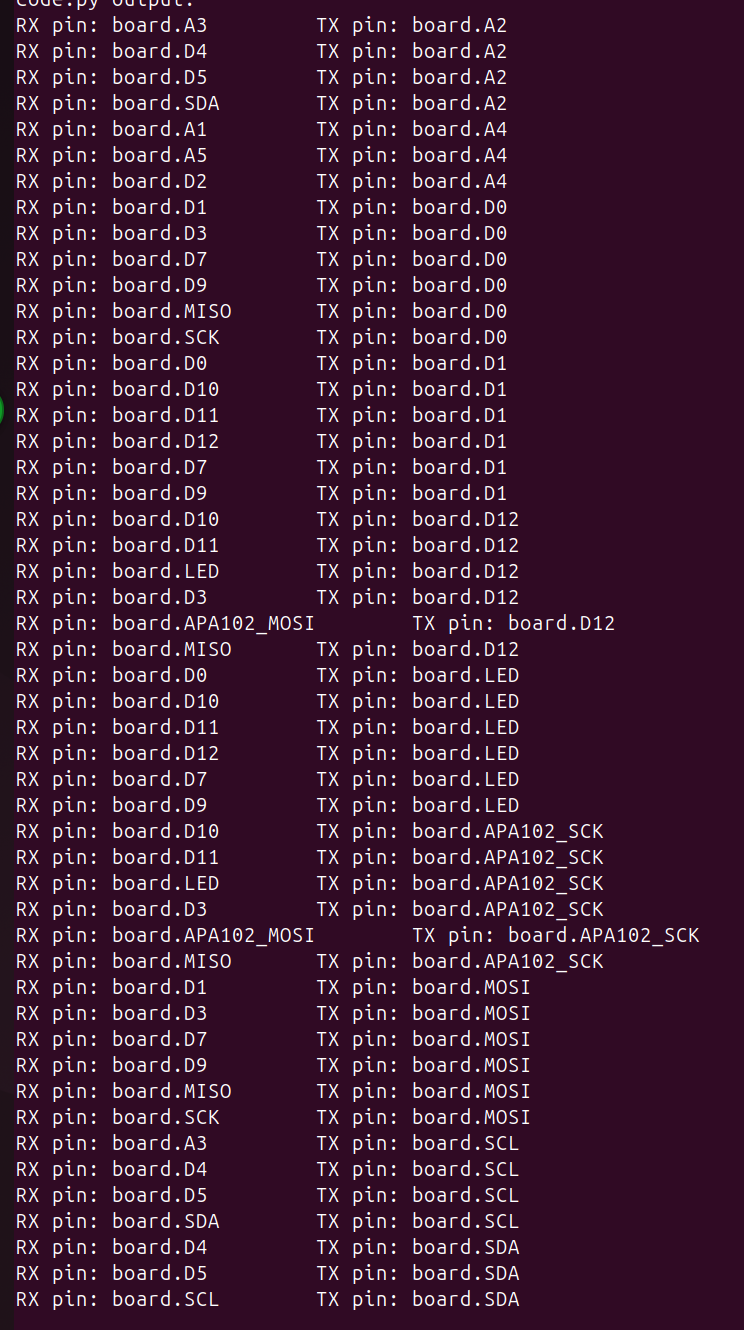 code.py output:
RX pin: board.A3 TX pin: board.A2
RX pin: board.D4 TX pin: board.A2
RX pin: board.D5 TX pin: board.A2
RX pin: board.SDA TX pin: board.A2
RX pin: board.A1 TX pin: board.A4
RX pin: board.A5 TX pin: board.A4
RX pin: board.D2 TX pin: board.A4
RX pin: board.D1 TX pin: board.D0
RX pin: board.D3 TX pin: board.D0
RX pin: board.D7 TX pin: board.D0
RX pin: board.D9 TX pin: board.D0
RX pin: board.MISO TX pin: board.D0
RX pin: board.SCK TX pin: board.D0
RX pin: board.D0 TX pin: board.D1
RX pin: board.D10 TX pin: board.D1
RX pin: board.D11 TX pin: board.D1
RX pin: board.D12 TX pin: board.D1
RX pin: board.D7 TX pin: board.D1
RX pin: board.D9 TX pin: board.D1
RX pin: board.D10 TX pin: board.D12
RX pin: board.D11 TX pin: board.D12
RX pin: board.LED TX pin: board.D12
RX pin: board.D3 TX pin: board.D12
RX pin: board.APA102_MOSI TX pin: board.D12
RX pin: board.MISO TX pin: board.D12
RX pin: board.D0 TX pin: board.LED
RX pin: board.D10 TX pin: board.LED
RX pin: board.D11 TX pin: board.LED
RX pin: board.D12 TX pin: board.LED
RX pin: board.D7 TX pin: board.LED
RX pin: board.D9 TX pin: board.LED
RX pin: board.D10 TX pin: board.APA102_SCK
RX pin: board.D11 TX pin: board.APA102_SCK
RX pin: board.LED TX pin: board.APA102_SCK
RX pin: board.D3 TX pin: board.APA102_SCK
RX pin: board.APA102_MOSI TX pin: board.APA102_SCK
RX pin: board.MISO TX pin: board.APA102_SCK
RX pin: board.D1 TX pin: board.MOSI
RX pin: board.D3 TX pin: board.MOSI
RX pin: board.D7 TX pin: board.MOSI
RX pin: board.D9 TX pin: board.MOSI
RX pin: board.MISO TX pin: board.MOSI
RX pin: board.SCK TX pin: board.MOSI
RX pin: board.A3 TX pin: board.SCL
RX pin: board.D4 TX pin: board.SCL
RX pin: board.D5 TX pin: board.SCL
RX pin: board.SDA TX pin: board.SCL
RX pin: board.D4 TX pin: board.SDA
RX pin: board.D5 TX pin: board.SDA
RX pin: board.SCL TX pin: board.SDA